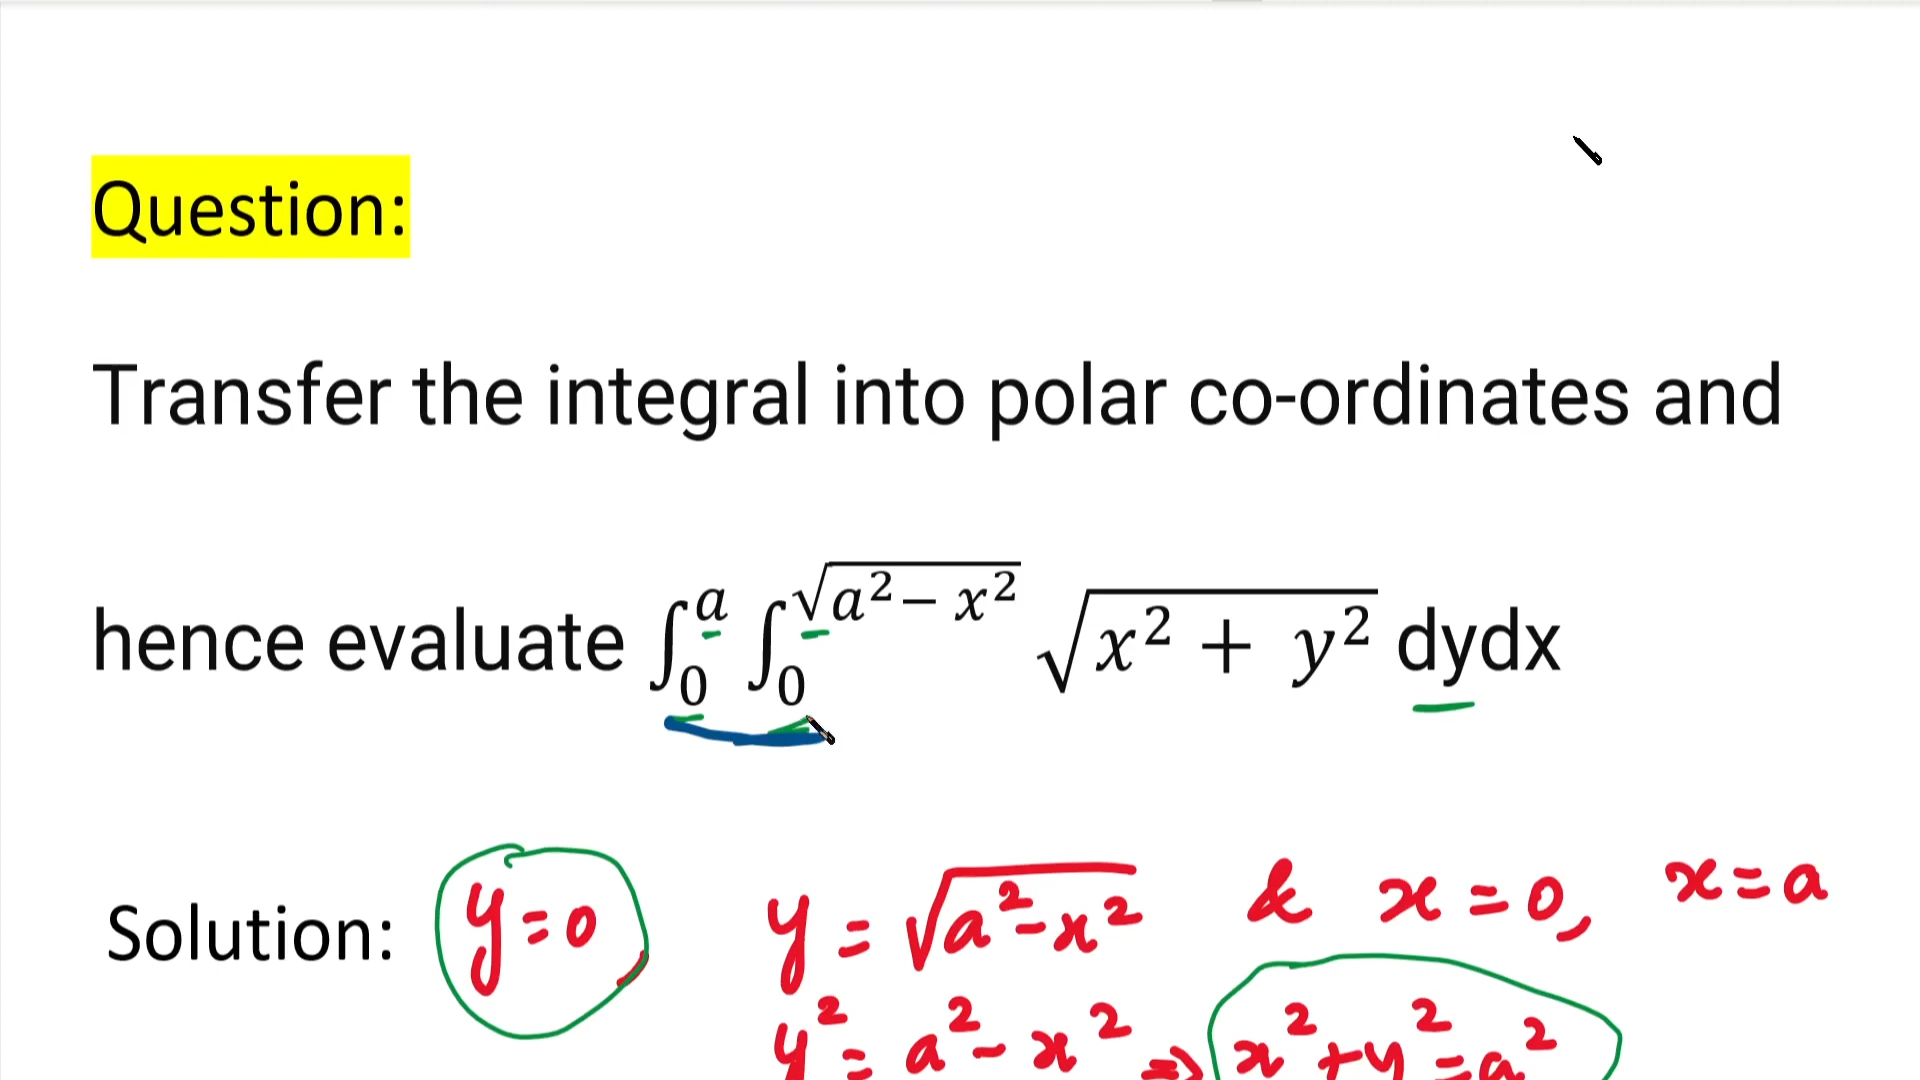 Question:
Transfer the integral into polar co-ordinates and
hence evaluate ∫₀ᵃ ∫₀^√(a² − x²) √(x² + y²) dydx
Solution: y=0 y = √(a²-x²) & x=0, x=a
y² = a²-x² ⇒ x²+y²=a²